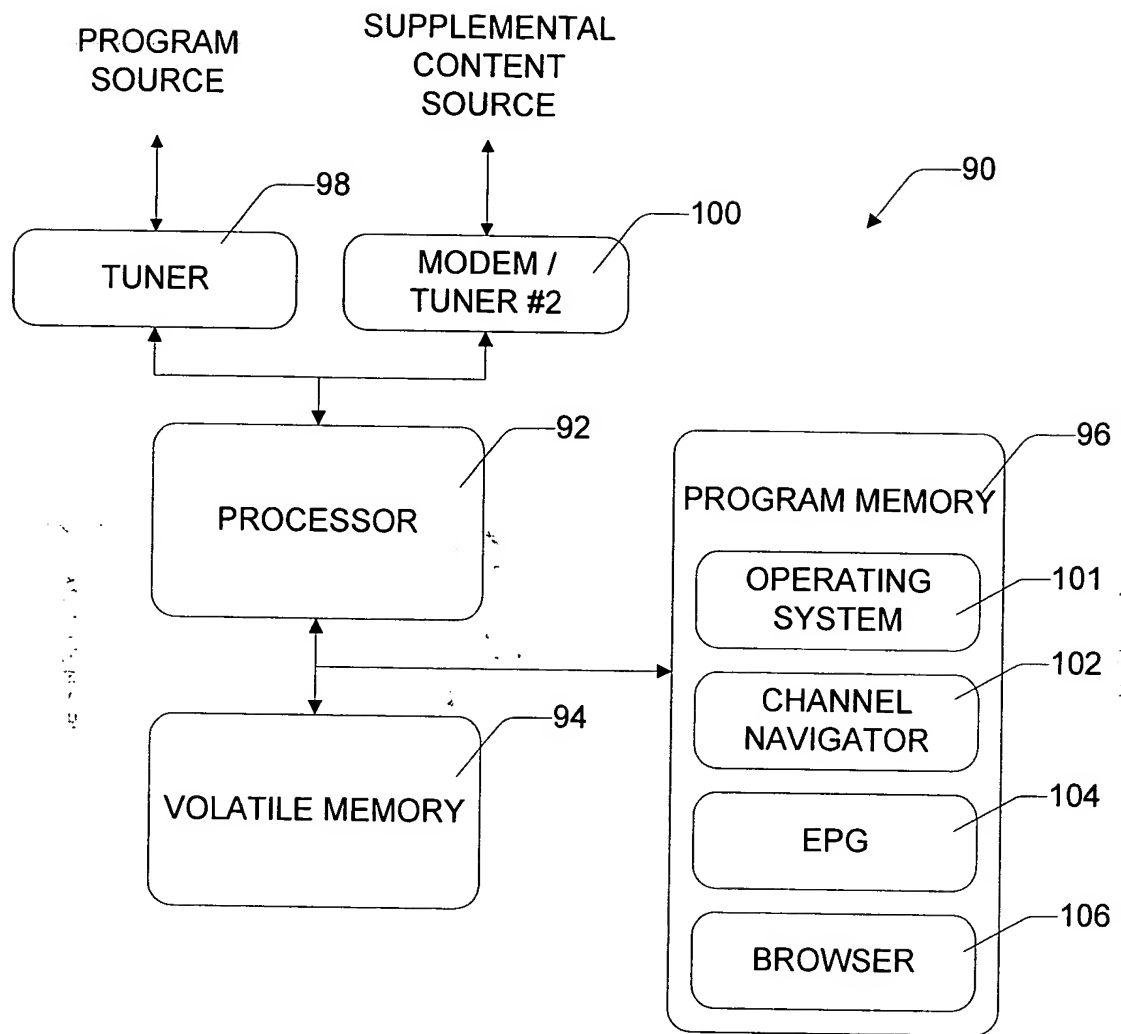 PROGRAM
SOURCE
SUPPLEMENTAL
CONTENT
SOURCE
90
98
100
TUNER
MODEM /
TUNER #2
92
PROCESSOR
96
PROGRAM MEMORY
OPERATING
SYSTEM
101
CHANNEL
NAVIGATOR
102
94
VOLATILE MEMORY
EPG
104
BROWSER
106